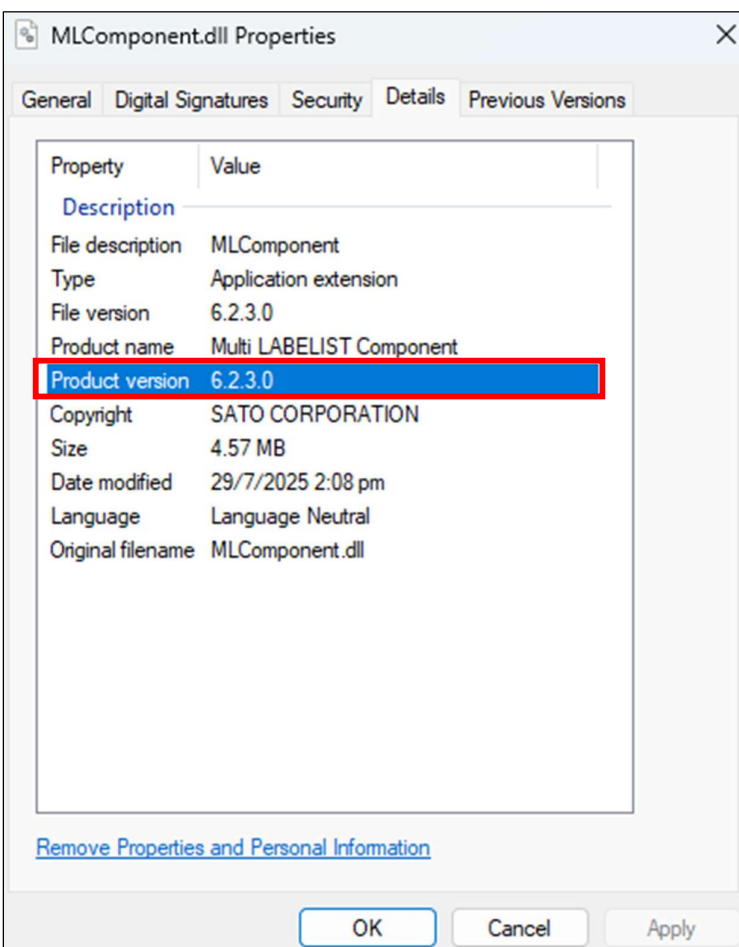 MLComponent.dll Properties
General Digital Signatures Security Details Previous Versions
Property Value
Description
File description MLComponent
Type Application extension
File version 6.2.3.0
Product name Multi LABELIST Component
Product version 6.2.3.0
Copyright SATO CORPORATION
Size 4.57 MB
Date modified 29/7/2025 2:08 pm
Language Language Neutral
Original filename MLComponent.dll
Remove Properties and Personal Information
OK Cancel Apply